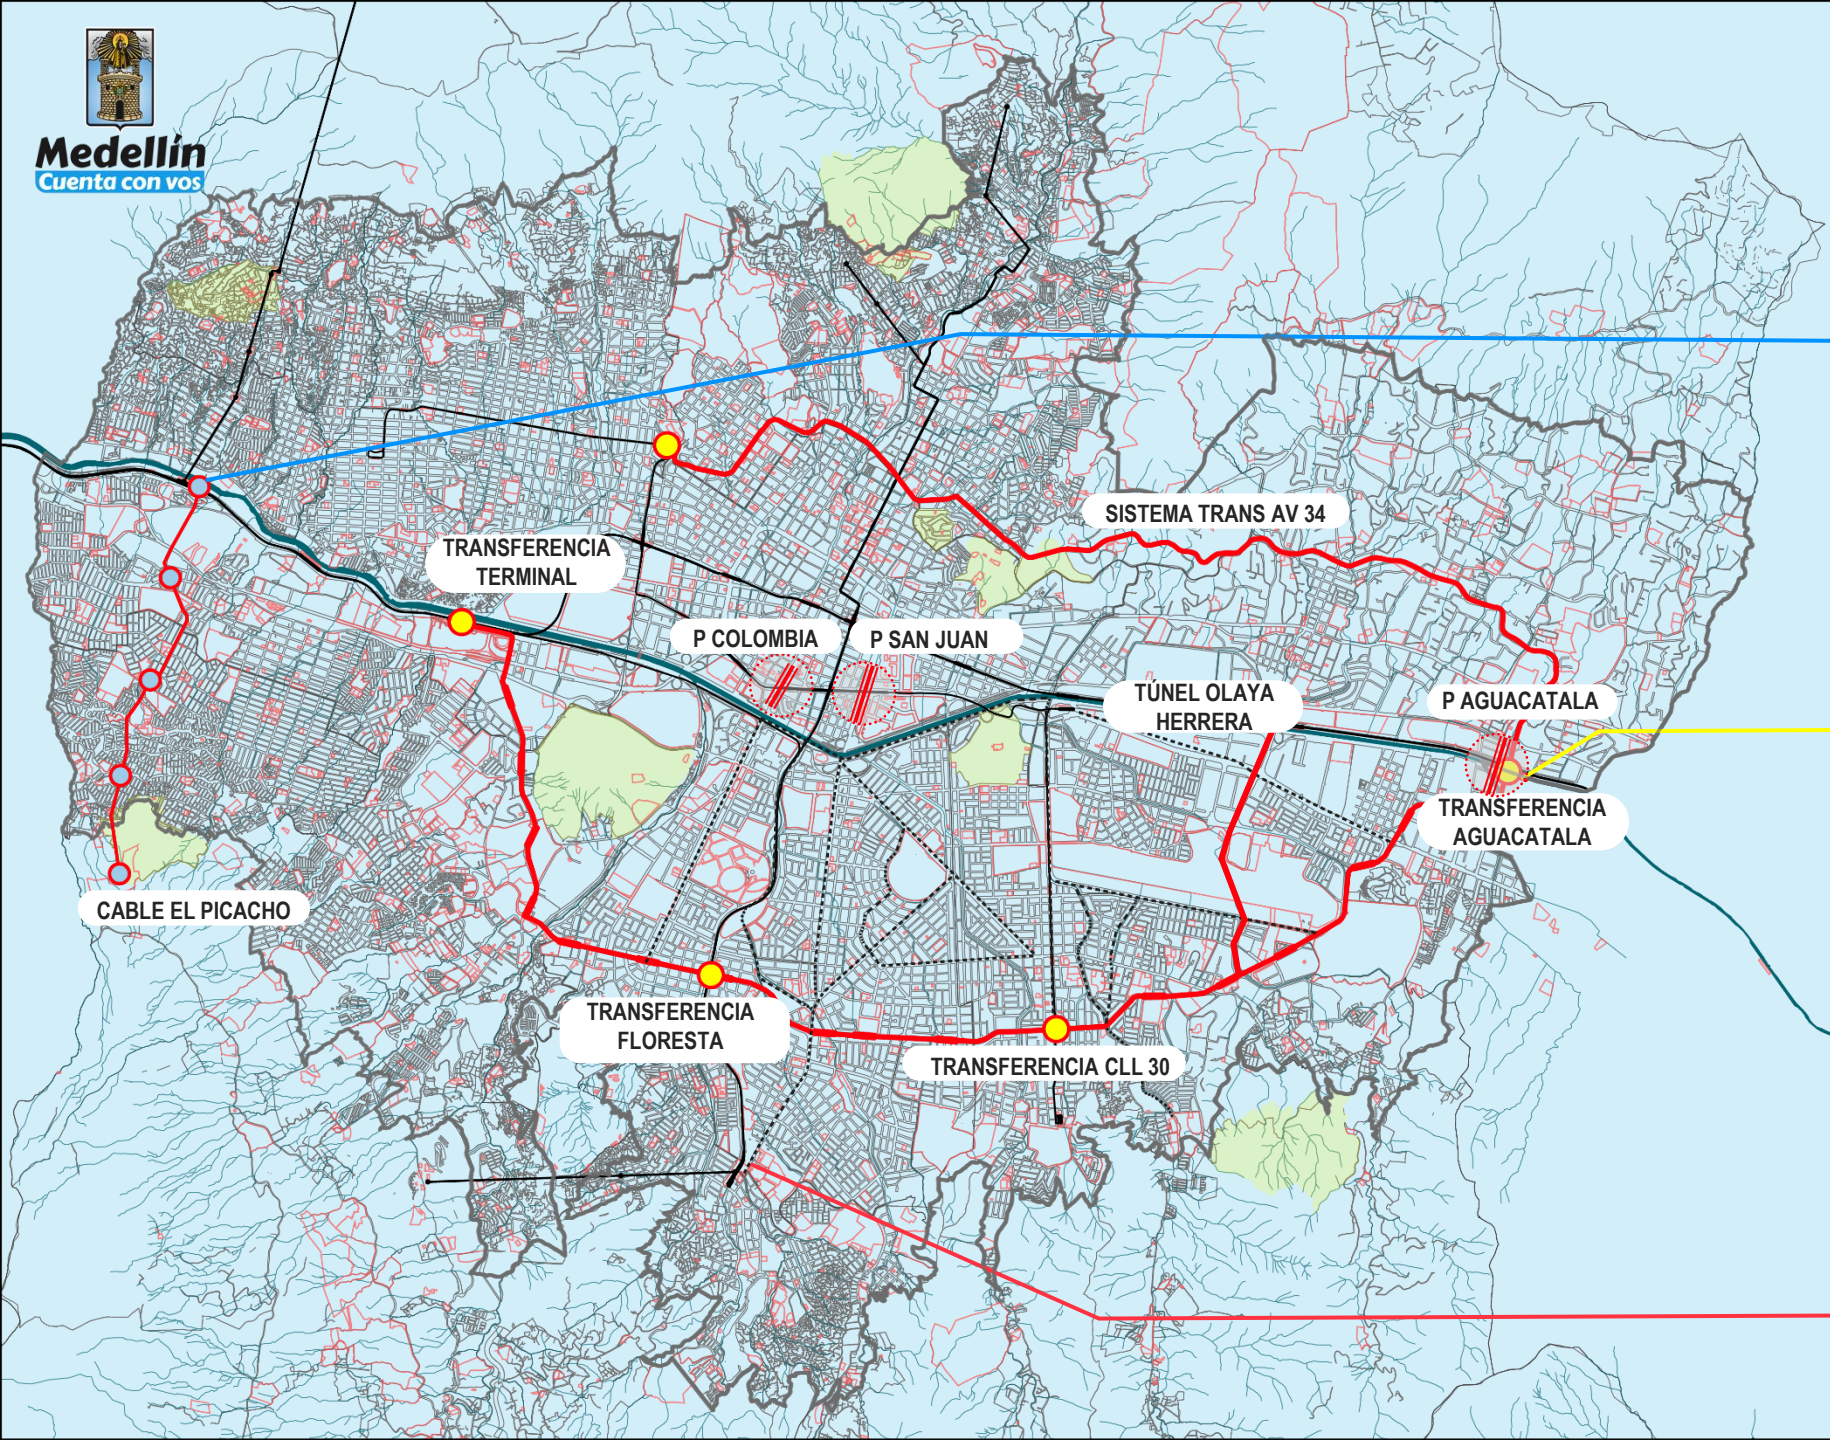 Medellín
Cuenta con vos
SISTEMA TRANS AV 34
TRANSFERENCIA
TERMINAL
P COLOMBIA
P SAN JUAN
TÚNEL OLAYA
HERRERA
P AGUACATALA
TRANSFERENCIA
AGUACATALA
CABLE EL PICACHO
TRANSFERENCIA
FLORESTA
TRANSFERENCIA CLL 30